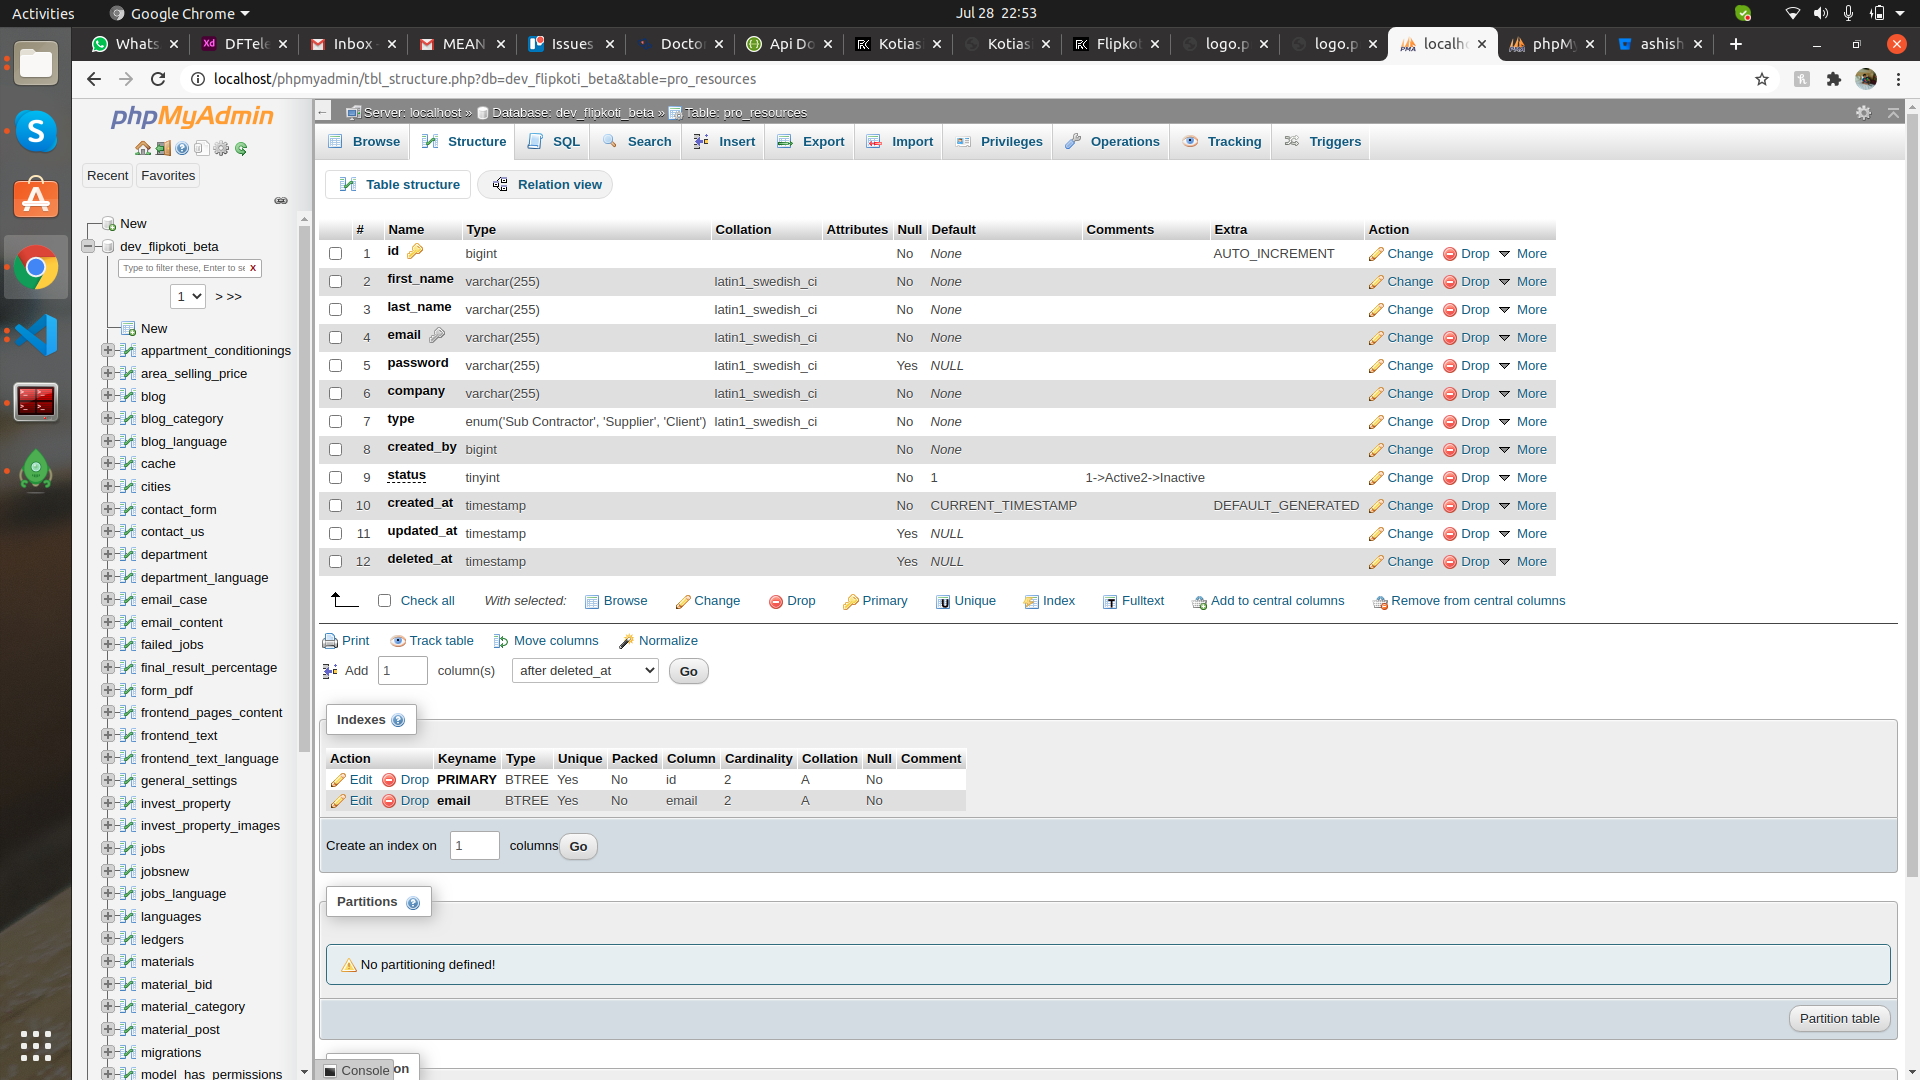 Activities Google Chrome Jul 28 22:53
Whats DFTele Inbox MEAN Issues Docto Api Do Kotias Kotias Flipko logo.p logo.p localh phpMy ashish
localhost/phpmyadmin/tbl_structure.php?db=dev_flipkoti_beta&table=pro_resources
phpMyAdmin
Recent Favorites
New
dev_flipkoti_beta
Type to filter these, Enter to se X
1 > >>
New
appartment_conditionings
area_selling_price
blog
blog_category
blog_language
cache
cities
contact_form
contact_us
department
department_language
email_case
email_content
failed_jobs
final_result_percentage
form_pdf
frontend_pages_content
frontend_text
frontend_text_language
general_settings
invest_property
invest_property_images
jobs
jobsnew
jobs_language
languages
ledgers
materials
material_bid
material_category
material_post
migrations
model_has_permissions
Server: localhost » Database: dev_flipkoti_beta » Table: pro_resources
Browse Structure SQL Search Insert Export Import Privileges Operations Tracking Triggers
Table structure Relation view
# Name Type Collation Attributes Null Default Comments Extra Action
1 id bigint No None AUTO_INCREMENT Change Drop More
2 first_name varchar(255) latin1_swedish_ci No None Change Drop More
3 last_name varchar(255) latin1_swedish_ci No None Change Drop More
4 email varchar(255) latin1_swedish_ci No None Change Drop More
5 password varchar(255) latin1_swedish_ci Yes NULL Change Drop More
6 company varchar(255) latin1_swedish_ci No None Change Drop More
7 type enum('Sub Contractor', 'Supplier', 'Client') latin1_swedish_ci No None Change Drop More
8 created_by bigint No None Change Drop More
9 status tinyint No 1 1->Active2->Inactive Change Drop More
10 created_at timestamp No CURRENT_TIMESTAMP DEFAULT_GENERATED Change Drop More
11 updated_at timestamp Yes NULL Change Drop More
12 deleted_at timestamp Yes NULL Change Drop More
Check all With selected: Browse Change Drop Primary Unique Index Fulltext Add to central columns Remove from central columns
Print Track table Move columns Normalize
Add 1 column(s) after deleted_at Go
Indexes
Action Keyname Type Unique Packed Column Cardinality Collation Null Comment
Edit Drop PRIMARY BTREE Yes No id 2 A No
Edit Drop email BTREE Yes No email 2 A No
Create an index on 1 columns Go
Partitions
No partitioning defined!
Partition table
Console on